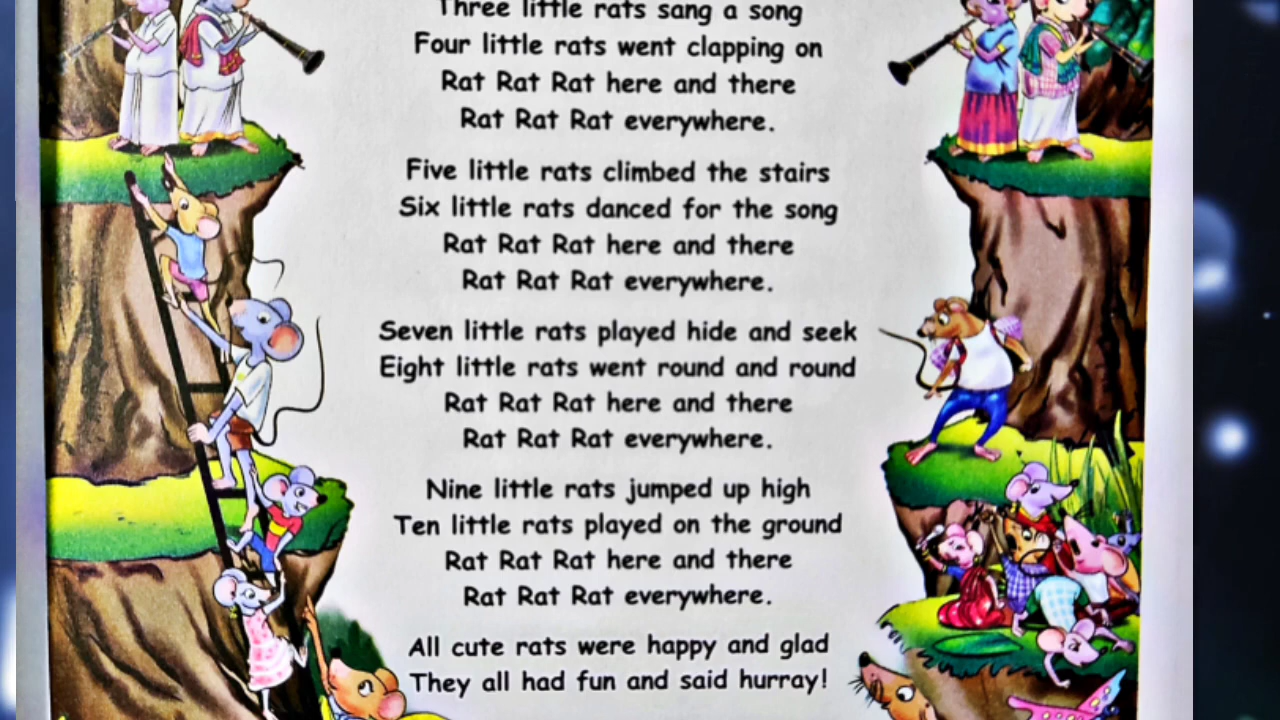 Three little rats sang a song
Four little rats went clapping on
Rat Rat Rat here and there
Rat Rat Rat everywhere.
Five little rats climbed the stairs
Six little rats danced for the song
Rat Rat Rat here and there
Rat Rat Rat everywhere.
Seven little rats played hide and seek
Eight little rats went round and round
Rat Rat Rat here and there
Rat Rat Rat everywhere.
Nine little rats jumped up high
Ten little rats played on the ground
Rat Rat Rat here and there
Rat Rat Rat everywhere.
All cute rats were happy and glad
They all had fun and said hurray!